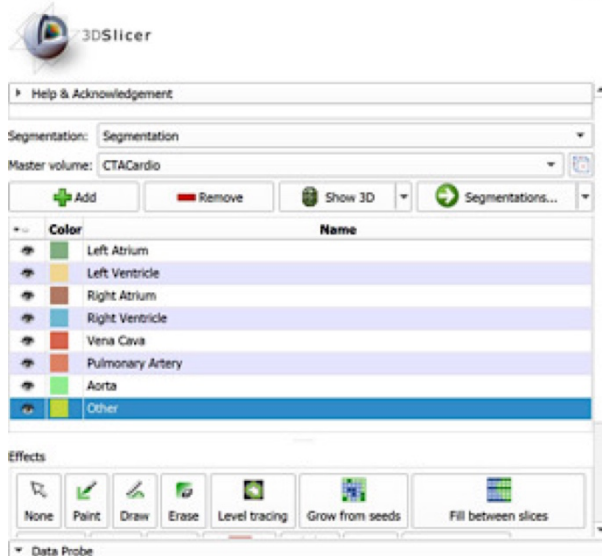 3DSlicer
Help & Acknowledgement
Segmentation: Segmentation
Master volume: CTACardio
Add Remove Show 3D Segmentations...
Color Name
Left Atrium
Left Ventricle
Right Atrium
Right Ventricle
Vena Cava
Pulmonary Artery
Aorta
Other
Effects
None Paint Draw Erase Level tracing Grow from seeds Fill between slices
Data Probe